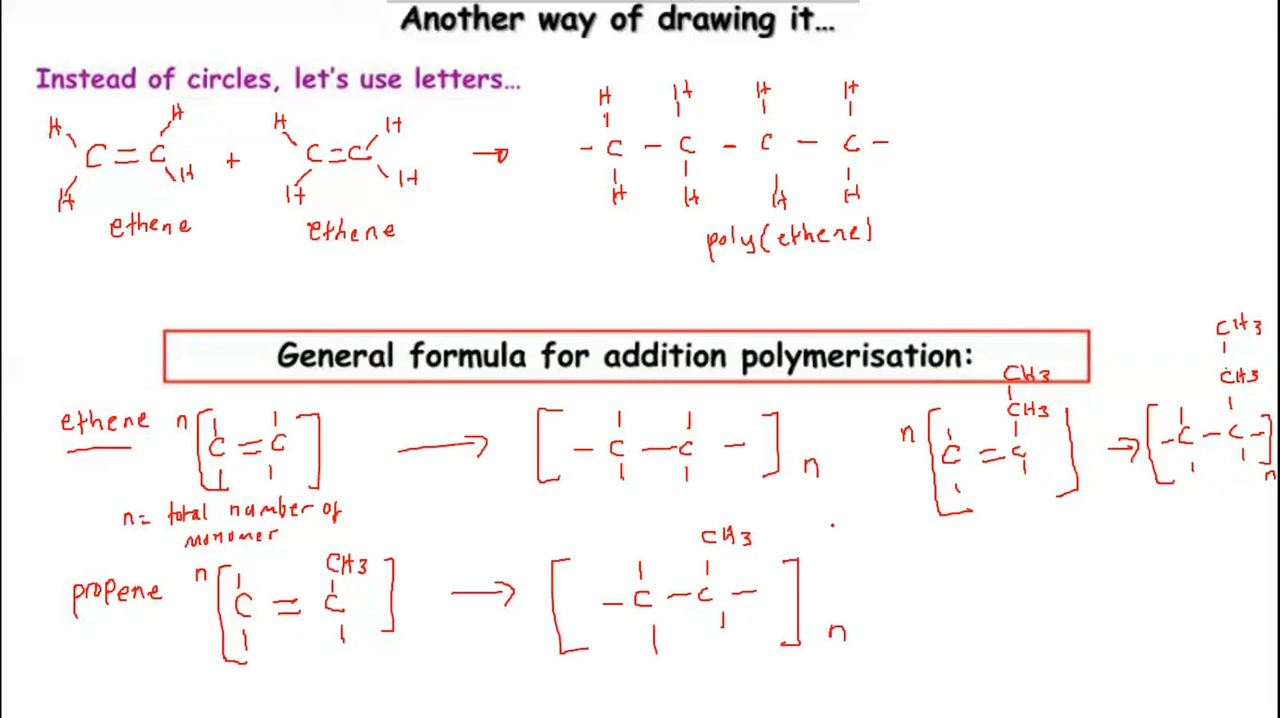 Another way of drawing it...
Instead of circles, let's use letters...
H H H H H H H H
C = C + C = C → - C - C - C - C -
H H H H H H H H
ethene ethene poly(ethene)
General formula for addition polymerisation:
CH3 CH3
CH3 CH3
ethene n [ C = C ] → [ - C - C - ] n n [ C = C ] → [ - C - C - ] n
n = total number of
monomer
CH3 CH3
propene n [ C = C ] → [ - C - C - ] n